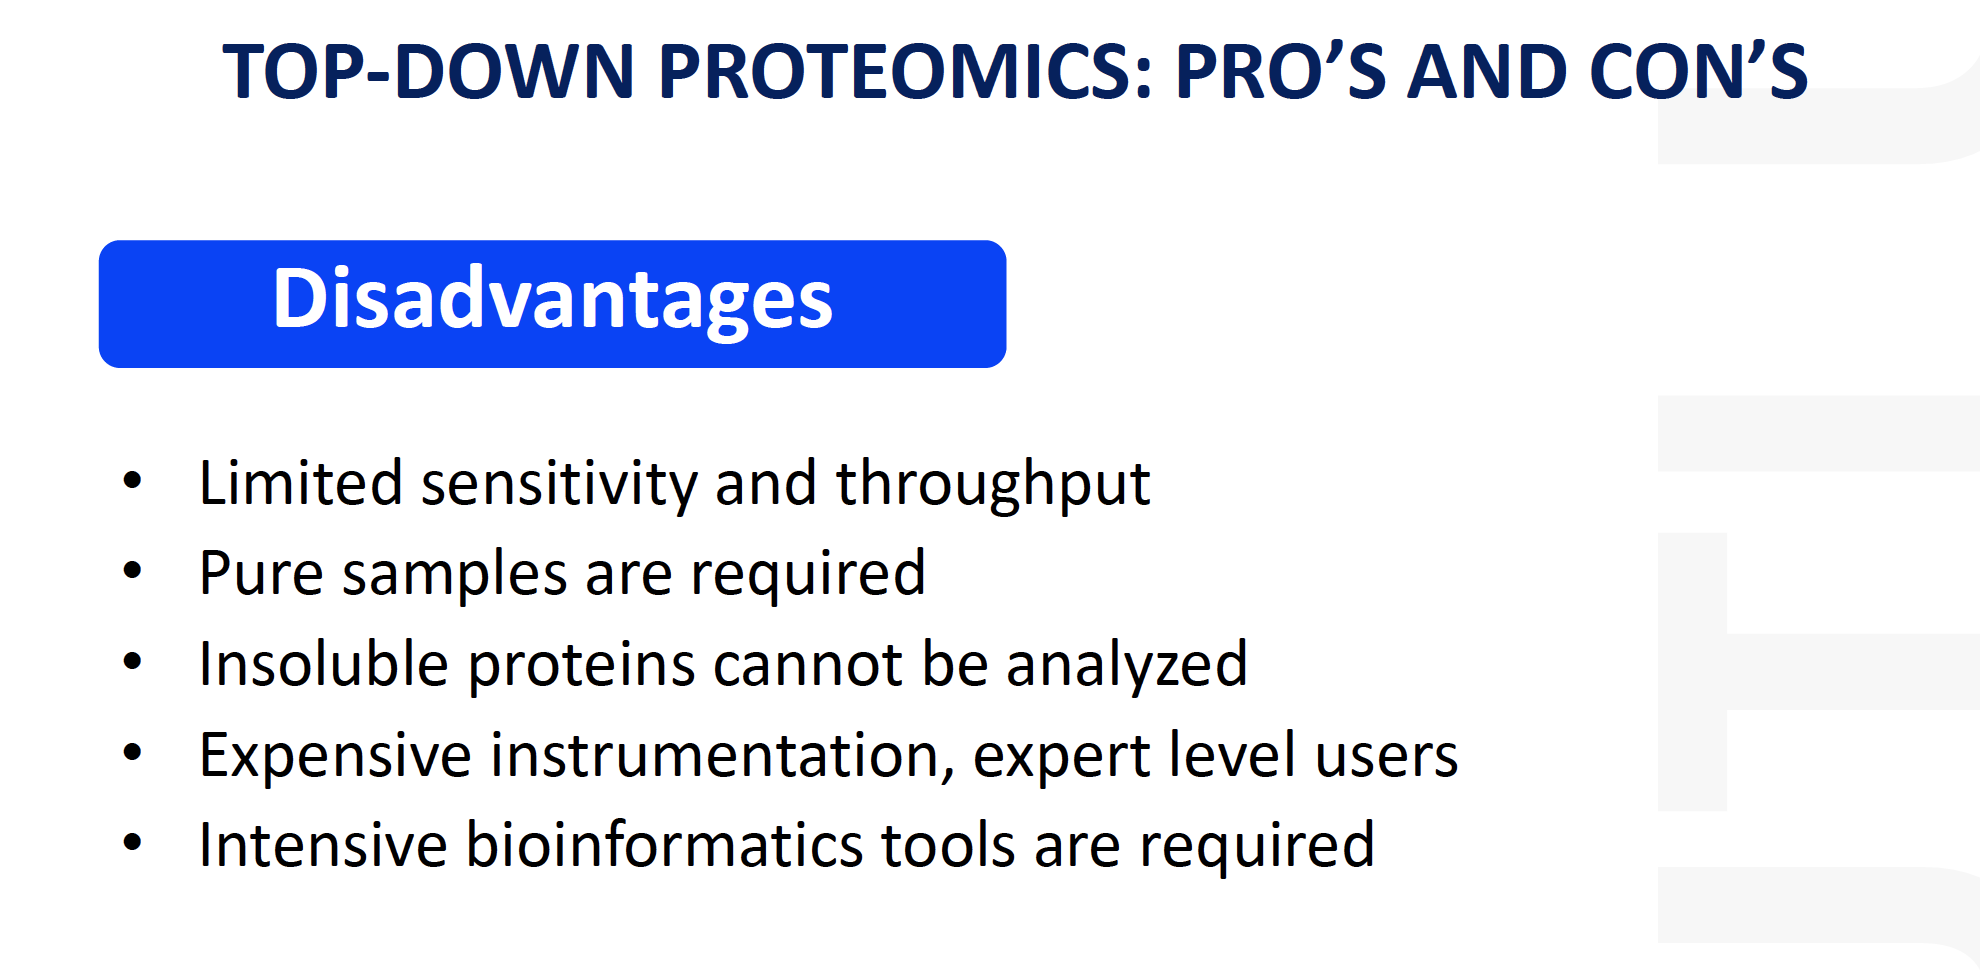 TOP-DOWN PROTEOMICS: PRO’S AND CON’S
Disadvantages
• Limited sensitivity and throughput
• Pure samples are required
• Insoluble proteins cannot be analyzed
• Expensive instrumentation, expert level users
• Intensive bioinformatics tools are required